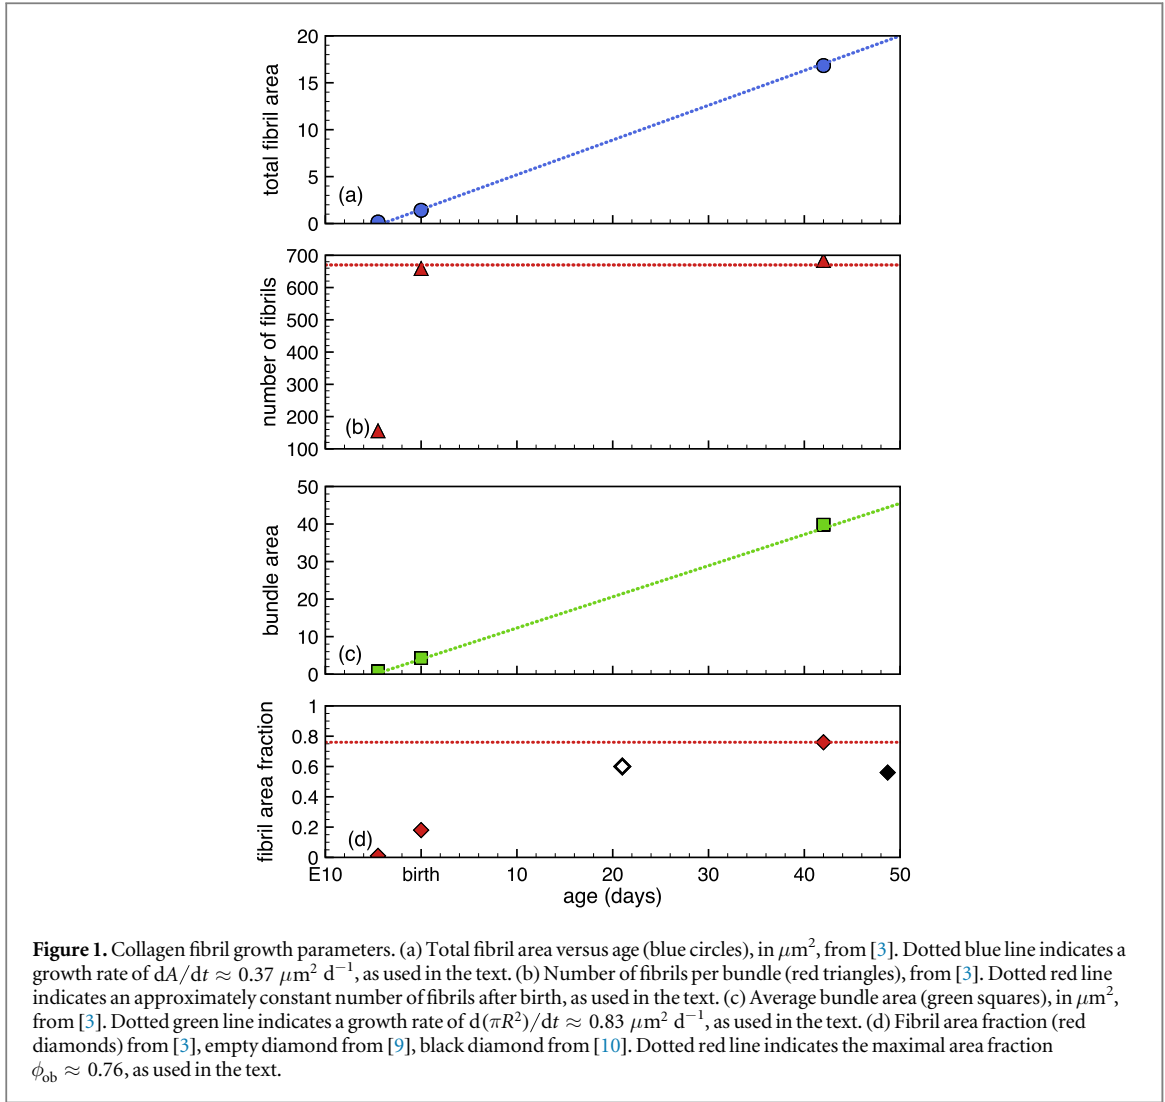 20
15
10
5
0
total fibril area
(a)
700
600
500
400
300
200
100
number of fibrils
(b)
50
40
30
20
10
0
bundle area
(c)
1
0.8
0.6
0.4
0.2
0
fibril area fraction
(d)
E10 birth 10 20 30 40 50
age (days)
Figure 1. Collagen fibril growth parameters. (a) Total fibril area versus age (blue circles), in μm², from [3]. Dotted blue line indicates a
growth rate of dA/dt ≈ 0.37 μm² d⁻¹, as used in the text. (b) Number of fibrils per bundle (red triangles), from [3]. Dotted red line
indicates an approximately constant number of fibrils after birth, as used in the text. (c) Average bundle area (green squares), in μm²,
from [3]. Dotted green line indicates a growth rate of d(πR²)/dt ≈ 0.83 μm² d⁻¹, as used in the text. (d) Fibril area fraction (red
diamonds) from [3], empty diamond from [9], black diamond from [10]. Dotted red line indicates the maximal area fraction
ϕob ≈ 0.76, as used in the text.